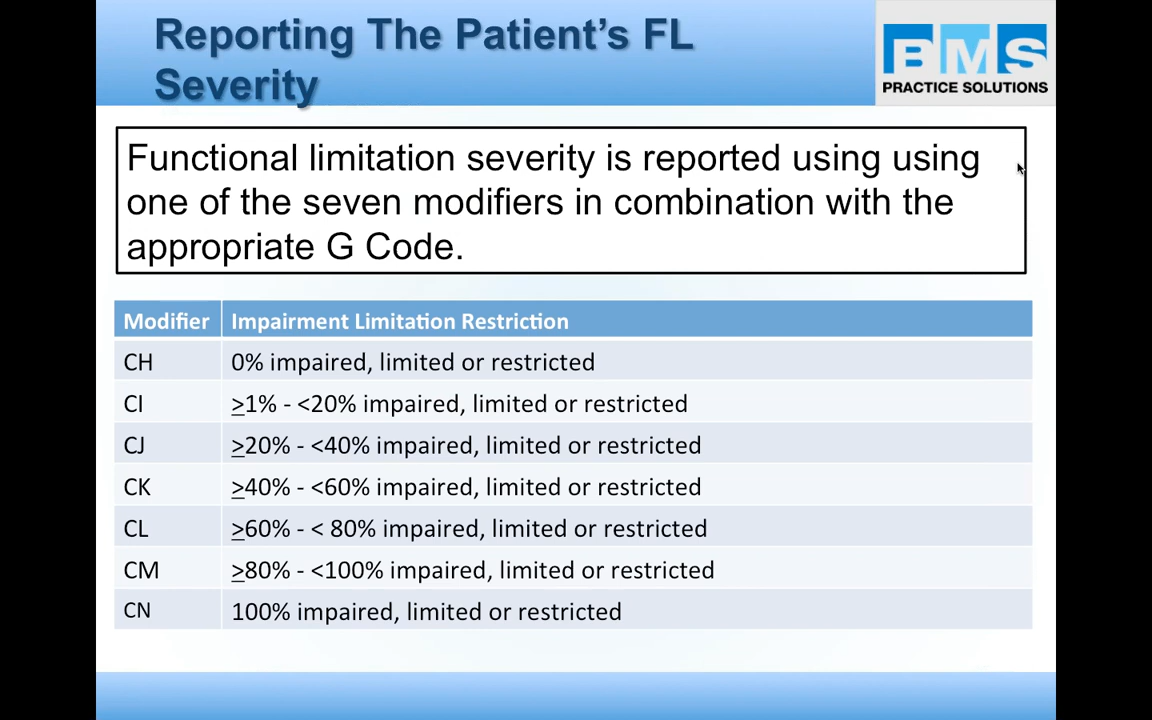 Reporting The Patient’s FL
Severity
BMS
PRACTICE SOLUTIONS
Functional limitation severity is reported using using
one of the seven modifiers in combination with the
appropriate G Code.
Modifier Impairment Limitation Restriction
CH 0% impaired, limited or restricted
CI ≥1% - <20% impaired, limited or restricted
CJ ≥20% - <40% impaired, limited or restricted
CK ≥40% - <60% impaired, limited or restricted
CL ≥60% - < 80% impaired, limited or restricted
CM ≥80% - <100% impaired, limited or restricted
CN 100% impaired, limited or restricted